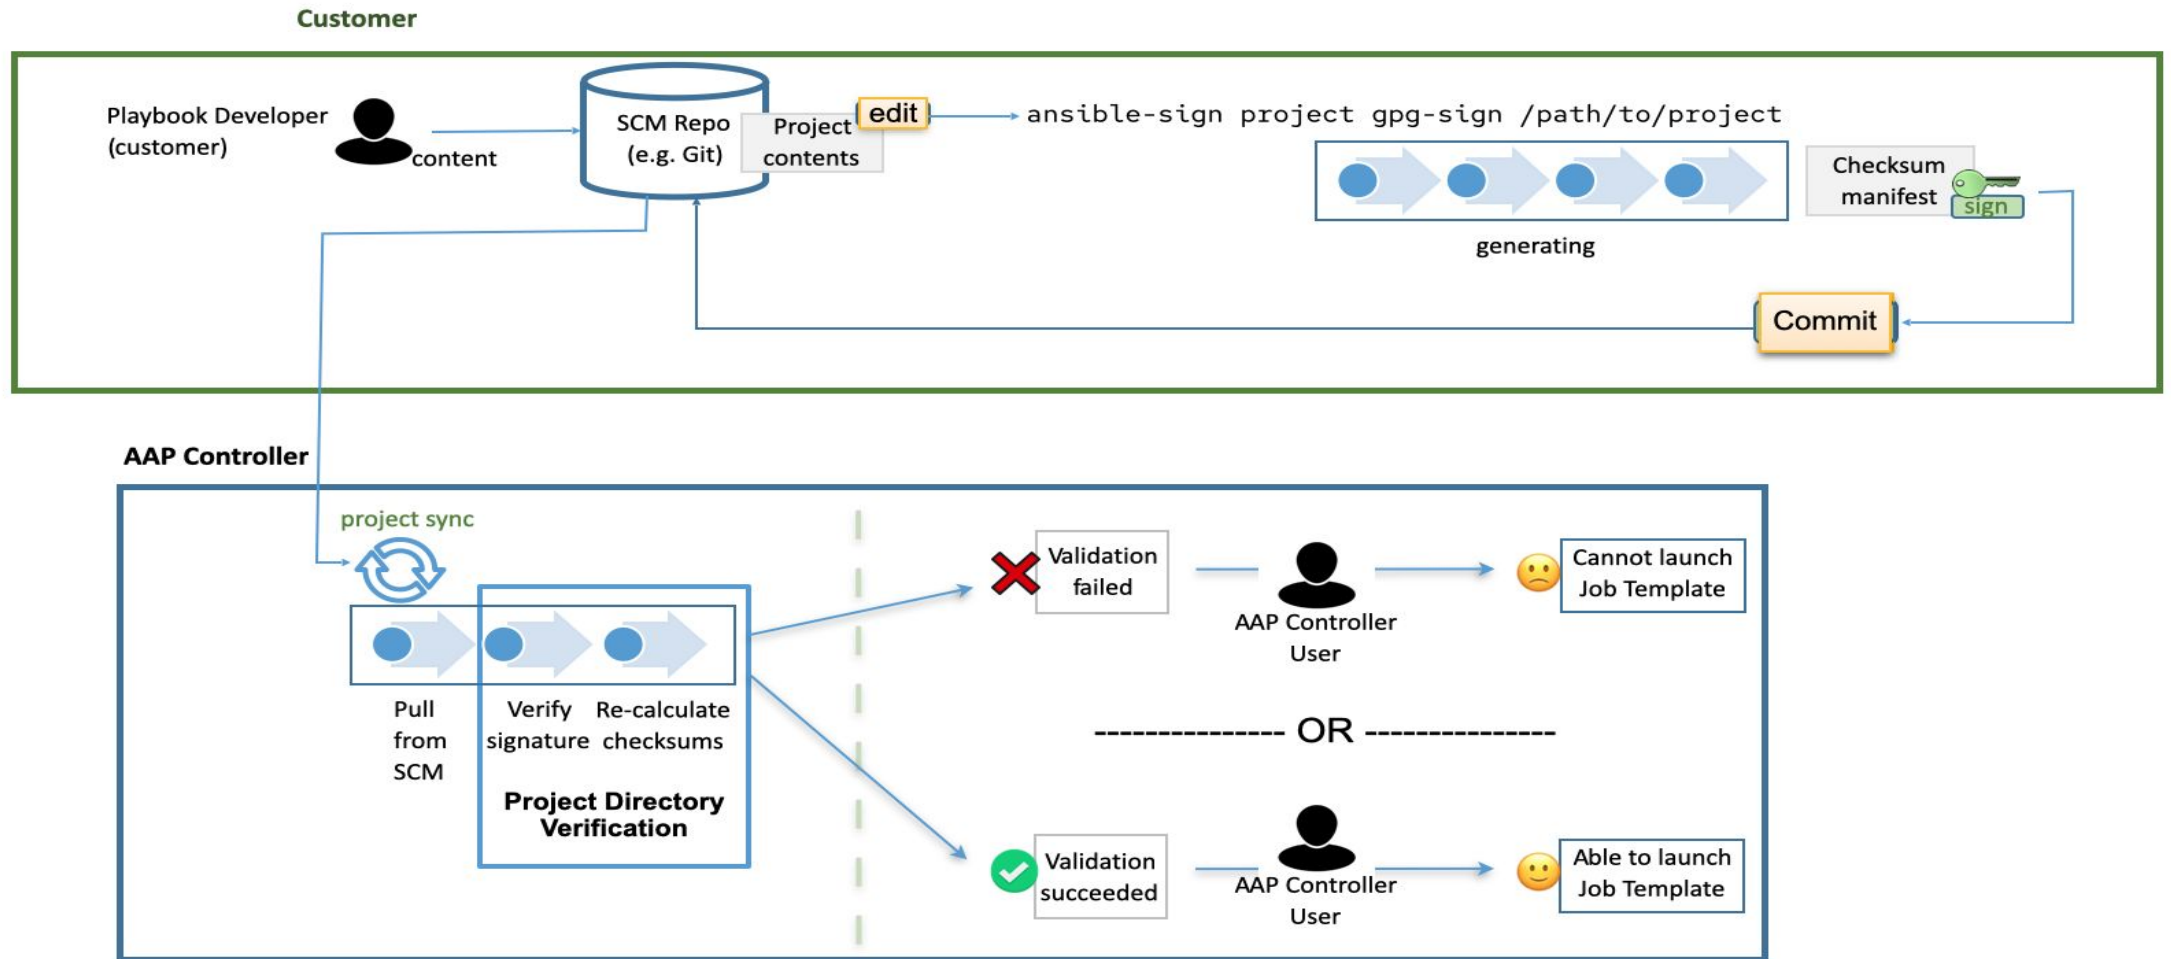 Customer
Playbook Developer
(customer)
content
SCM Repo
(e.g. Git)
Project
contents
edit
ansible-sign project gpg-sign /path/to/project
generating
Checksum
manifest
sign
Commit
AAP Controller
project sync
Pull
from
SCM
Verify
signature
Re-calculate
checksums
Project Directory
Verification
Validation
failed
AAP Controller
User
Cannot launch
Job Template
--------------- OR ---------------
Validation
succeeded
AAP Controller
User
Able to launch
Job Template